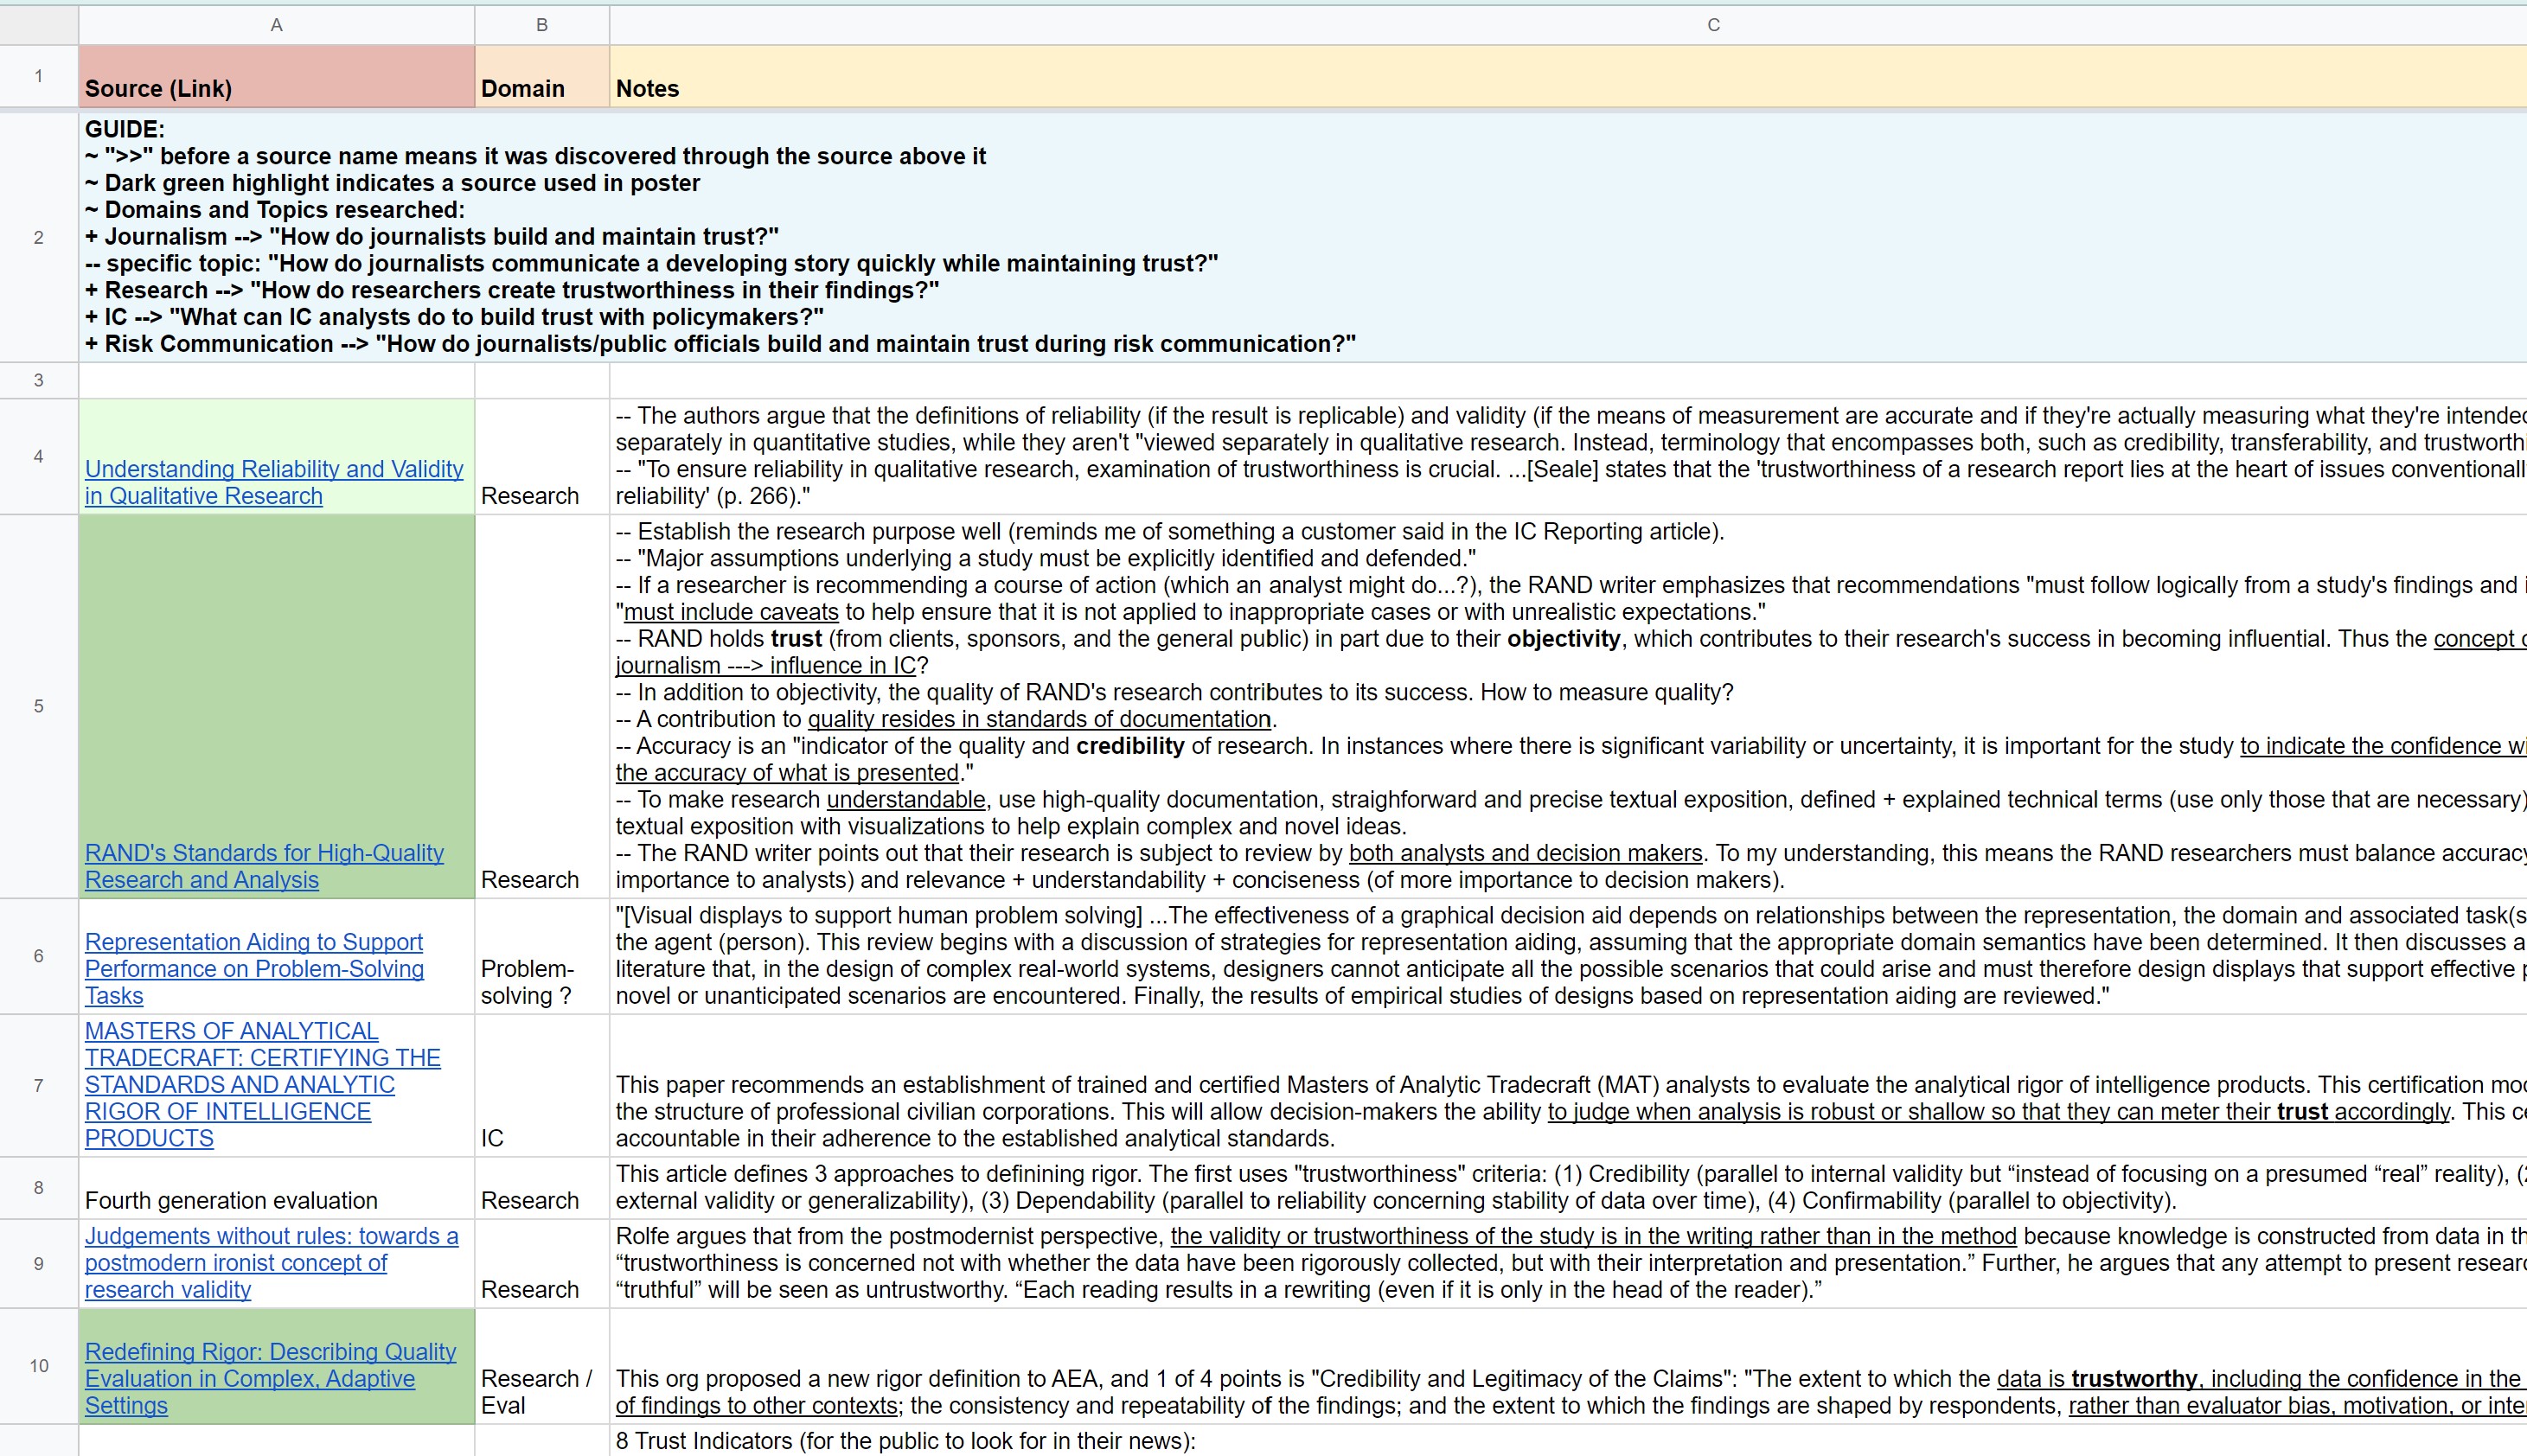 A B C
1 Source (Link) Domain Notes
2 GUIDE:
~ ">>" before a source name means it was discovered through the source above it
~ Dark green highlight indicates a source used in poster
~ Domains and Topics researched:
+ Journalism --> "How do journalists build and maintain trust?"
-- specific topic: "How do journalists communicate a developing story quickly while maintaining trust?"
+ Research --> "How do researchers create trustworthiness in their findings?"
+ IC --> "What can IC analysts do to build trust with policymakers?"
+ Risk Communication --> "How do journalists/public officials build and maintain trust during risk communication?"
3
4
Understanding Reliability and Validity
in Qualitative Research
Research
-- The authors argue that the definitions of reliability (if the result is replicable) and validity (if the means of measurement are accurate and if they're actually measuring what they're intended
separately in quantitative studies, while they aren't "viewed separately in qualitative research. Instead, terminology that encompasses both, such as credibility, transferability, and trustworthi
-- "To ensure reliability in qualitative research, examination of trustworthiness is crucial. ...[Seale] states that the 'trustworthiness of a research report lies at the heart of issues conventionall
reliability' (p. 266)."
5
RAND's Standards for High-Quality
Research and Analysis
Research
-- Establish the research purpose well (reminds me of something a customer said in the IC Reporting article).
-- "Major assumptions underlying a study must be explicitly identified and defended."
-- If a researcher is recommending a course of action (which an analyst might do...?), the RAND writer emphasizes that recommendations "must follow logically from a study's findings and i
"must include caveats to help ensure that it is not applied to inappropriate cases or with unrealistic expectations."
-- RAND holds trust (from clients, sponsors, and the general public) in part due to their objectivity, which contributes to their research's success in becoming influential. Thus the concept o
journalism ---> influence in IC?
-- In addition to objectivity, the quality of RAND's research contributes to its success. How to measure quality?
-- A contribution to quality resides in standards of documentation.
-- Accuracy is an "indicator of the quality and credibility of research. In instances where there is significant variability or uncertainty, it is important for the study to indicate the confidence wi
the accuracy of what is presented."
-- To make research understandable, use high-quality documentation, straighforward and precise textual exposition, defined + explained technical terms (use only those that are necessary)
textual exposition with visualizations to help explain complex and novel ideas.
-- The RAND writer points out that their research is subject to review by both analysts and decision makers. To my understanding, this means the RAND researchers must balance accuracy
importance to analysts) and relevance + understandability + conciseness (of more importance to decision makers).
6
Representation Aiding to Support
Performance on Problem-Solving
Tasks
Problem-
solving ?
"[Visual displays to support human problem solving] ...The effectiveness of a graphical decision aid depends on relationships between the representation, the domain and associated task(s
the agent (person). This review begins with a discussion of strategies for representation aiding, assuming that the appropriate domain semantics have been determined. It then discusses a
literature that, in the design of complex real-world systems, designers cannot anticipate all the possible scenarios that could arise and must therefore design displays that support effective p
novel or unanticipated scenarios are encountered. Finally, the results of empirical studies of designs based on representation aiding are reviewed."
7
MASTERS OF ANALYTICAL
TRADECRAFT: CERTIFYING THE
STANDARDS AND ANALYTIC
RIGOR OF INTELLIGENCE
PRODUCTS
IC
This paper recommends an establishment of trained and certified Masters of Analytic Tradecraft (MAT) analysts to evaluate the analytical rigor of intelligence products. This certification mod
the structure of professional civilian corporations. This will allow decision-makers the ability to judge when analysis is robust or shallow so that they can meter their trust accordingly. This ce
accountable in their adherence to the established analytical standards.
8
Fourth generation evaluation
Research
This article defines 3 approaches to definining rigor. The first uses "trustworthiness" criteria: (1) Credibility (parallel to internal validity but “instead of focusing on a presumed “real” reality), (2
external validity or generalizability), (3) Dependability (parallel to reliability concerning stability of data over time), (4) Confirmability (parallel to objectivity).
9
Judgements without rules: towards a
postmodern ironist concept of
research validity
Research
Rolfe argues that from the postmodernist perspective, the validity or trustworthiness of the study is in the writing rather than in the method because knowledge is constructed from data in th
“trustworthiness is concerned not with whether the data have been rigorously collected, but with their interpretation and presentation.” Further, he argues that any attempt to present researc
“truthful” will be seen as untrustworthy. “Each reading results in a rewriting (even if it is only in the head of the reader).”
10
Redefining Rigor: Describing Quality
Evaluation in Complex, Adaptive
Settings
Research /
Eval
This org proposed a new rigor definition to AEA, and 1 of 4 points is "Credibility and Legitimacy of the Claims": "The extent to which the data is trustworthy, including the confidence in the
of findings to other contexts; the consistency and repeatability of the findings; and the extent to which the findings are shaped by respondents, rather than evaluator bias, motivation, or inter
8 Trust Indicators (for the public to look for in their news):